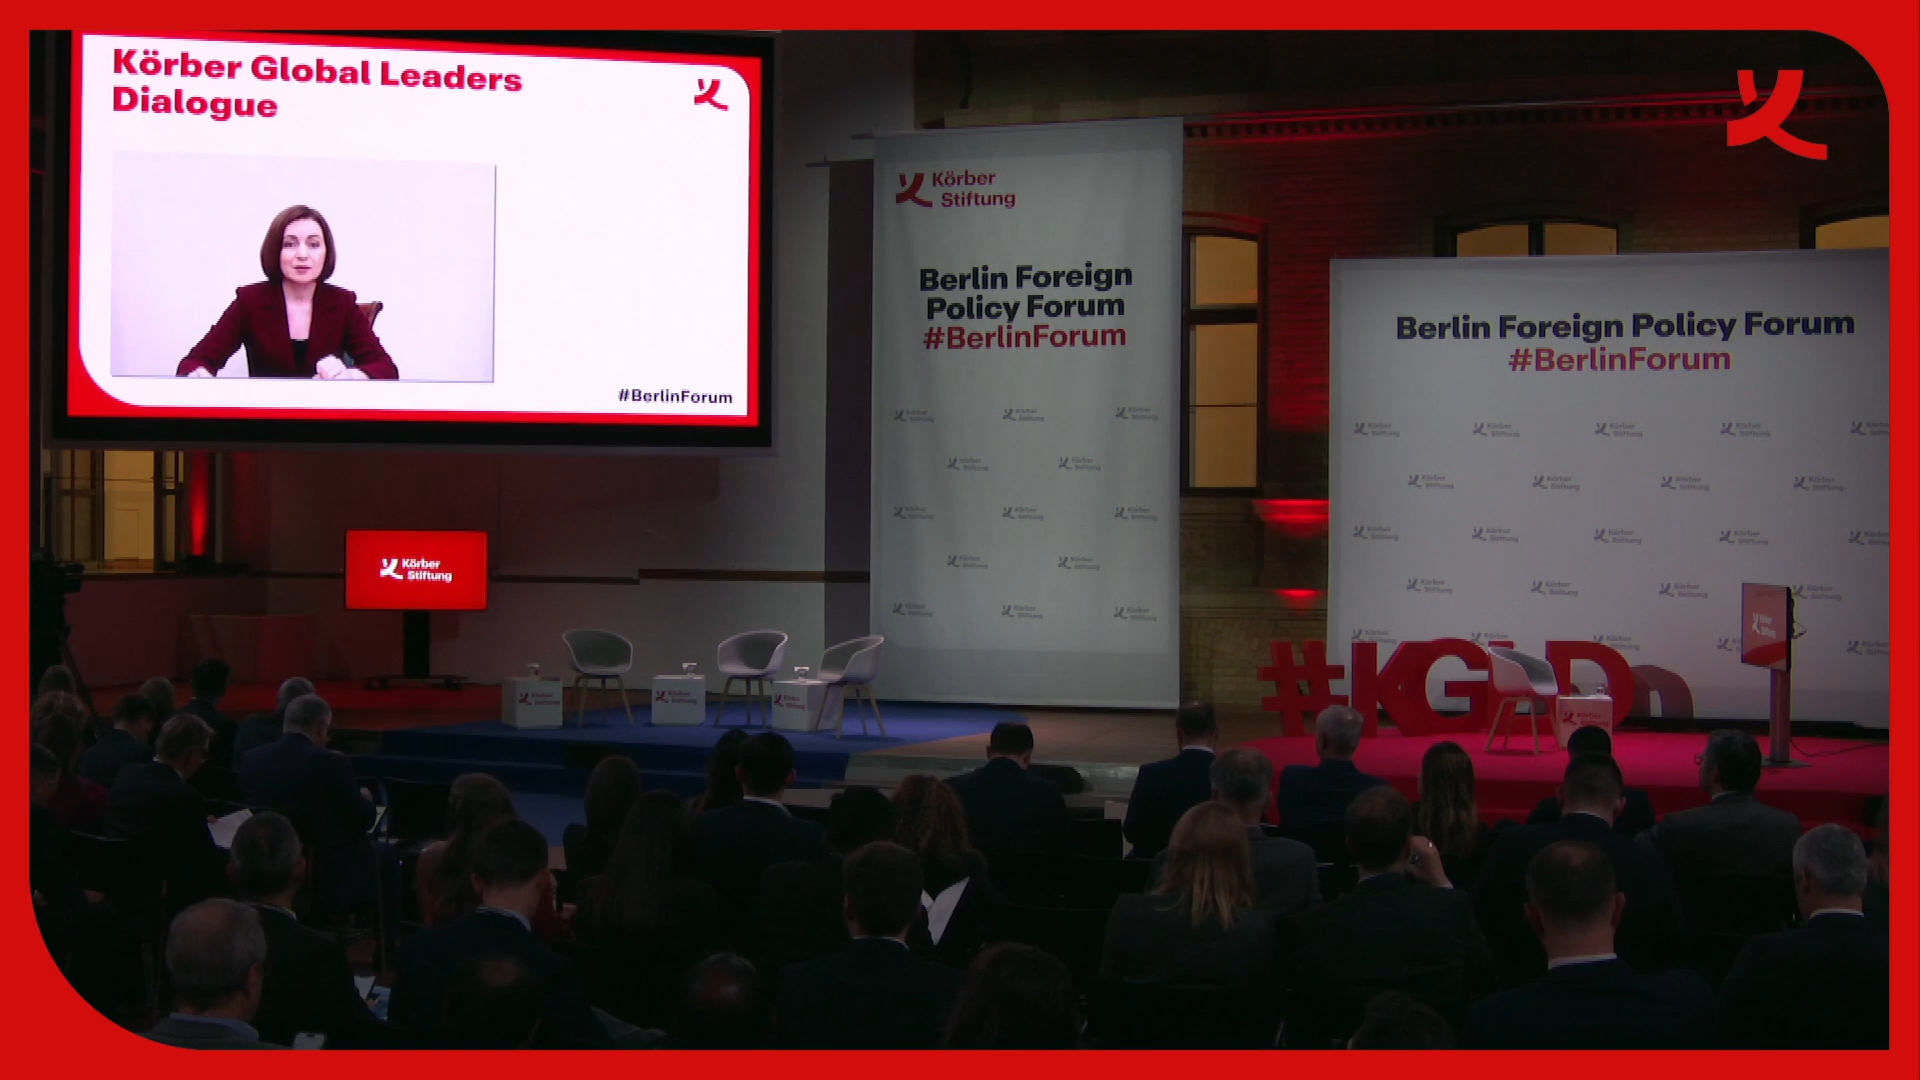 Körber Global Leaders
Dialogue
#BerlinForum
Körber
Stiftung
Berlin Foreign
Policy Forum
#BerlinForum
Berlin Foreign Policy Forum
#BerlinForum
Körber
Stiftung
#KGLD